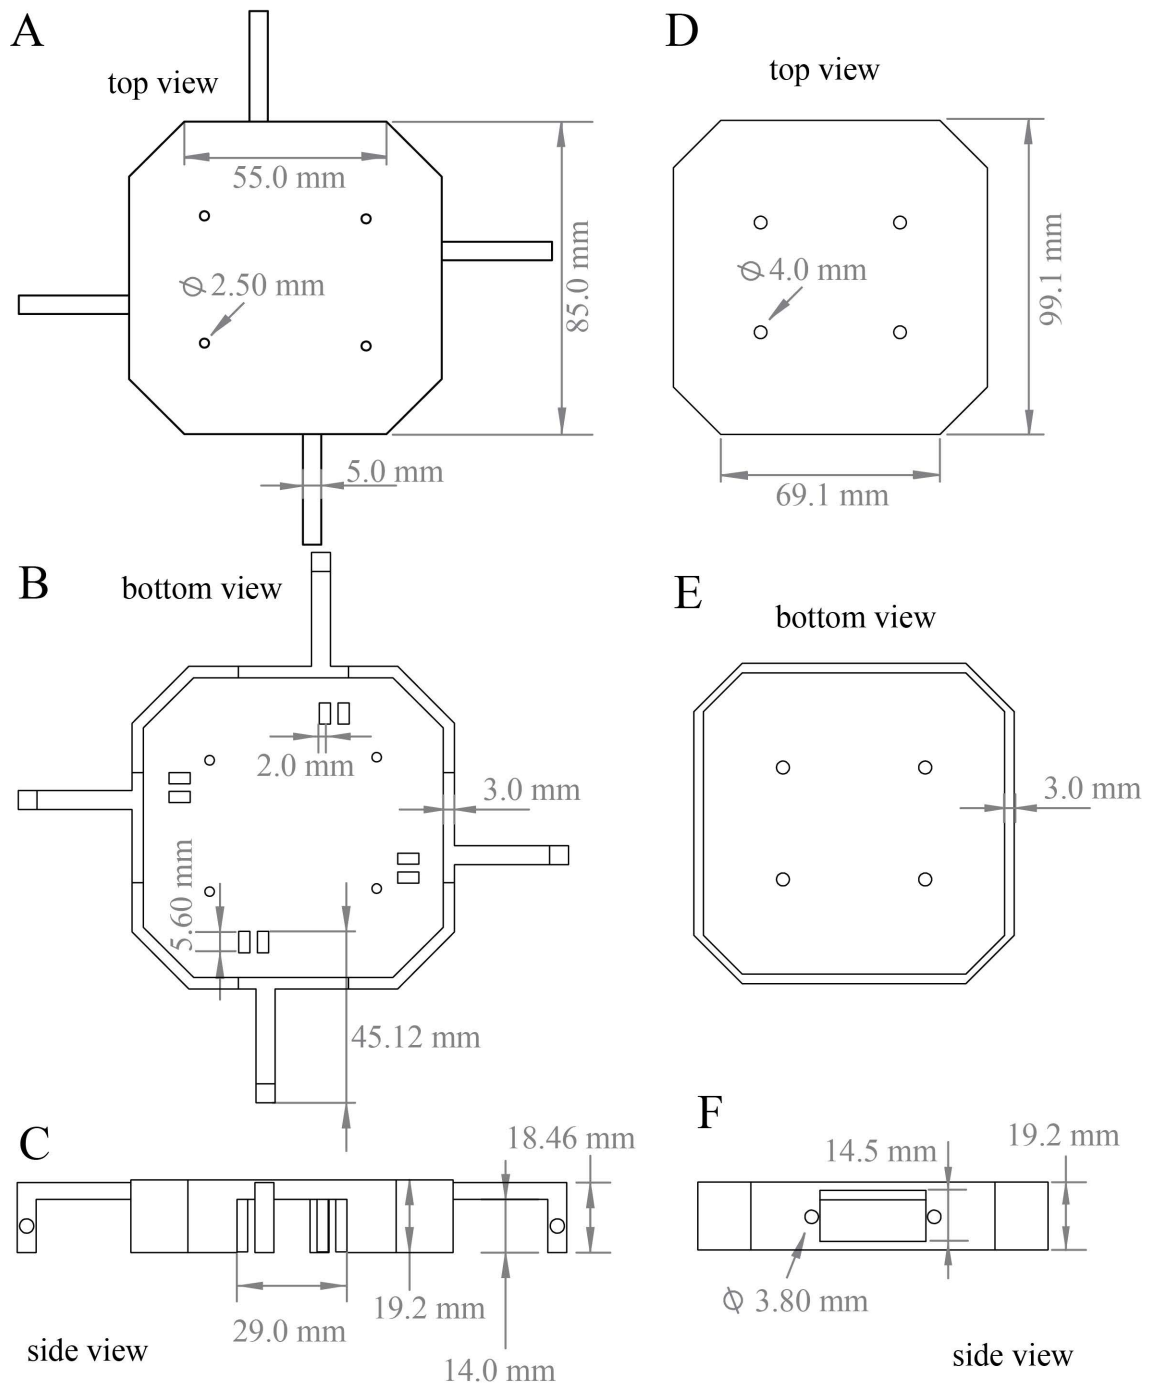 A
top view
55.0 mm
⌀ 2.50 mm
85.0 mm
5.0 mm
D
top view
⌀ 4.0 mm
99.1 mm
69.1 mm
B
bottom view
2.0 mm
3.0 mm
5.60 mm
45.12 mm
E
bottom view
3.0 mm
C
18.46 mm
29.0 mm
19.2 mm
14.0 mm
side view
F
14.5 mm
19.2 mm
⌀ 3.80 mm
side view